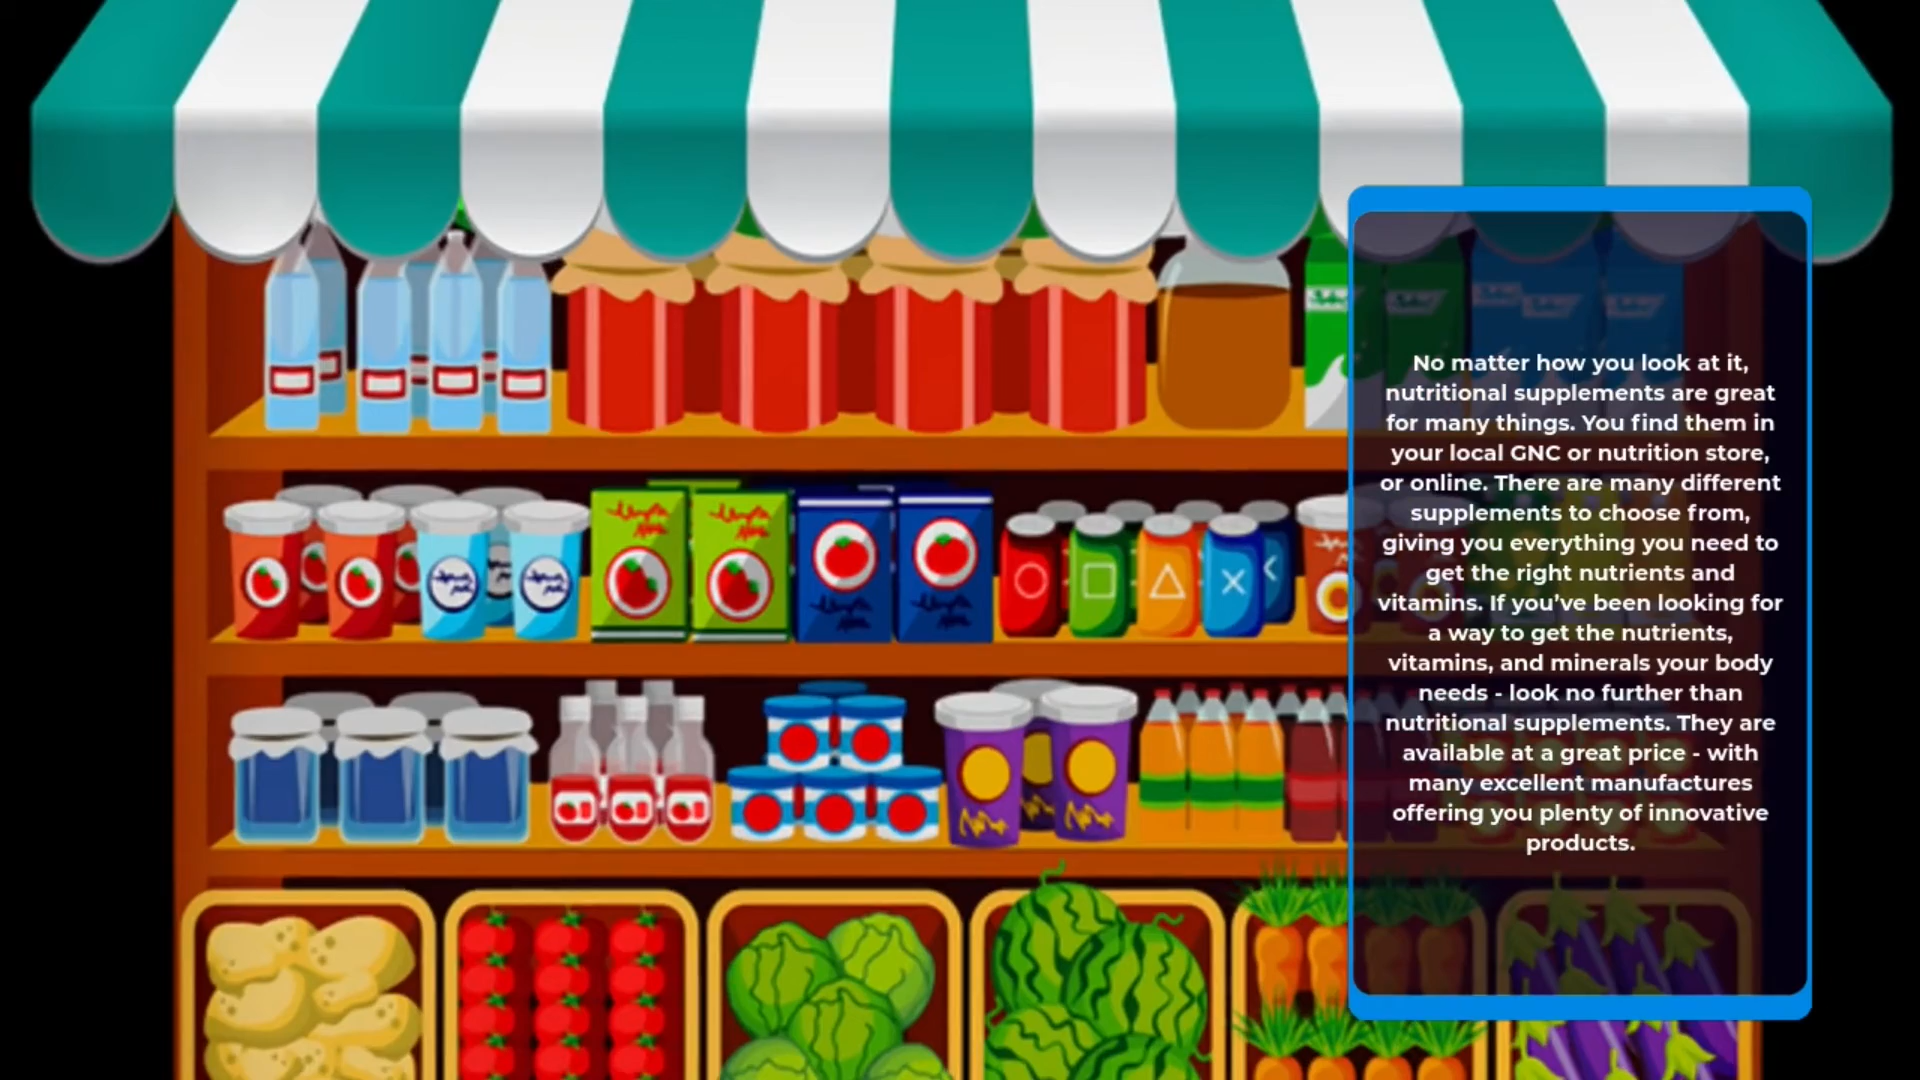 No matter how you look at it,
nutritional supplements are great
for many things. You find them in
your local GNC or nutrition store,
or online. There are many different
supplements to choose from,
giving you everything you need to
get the right nutrients and
vitamins. If you’ve been looking for
a way to get the nutrients,
vitamins, and minerals your body
needs - look no further than
nutritional supplements. They are
available at a great price - with
many excellent manufactures
offering you plenty of innovative
products.